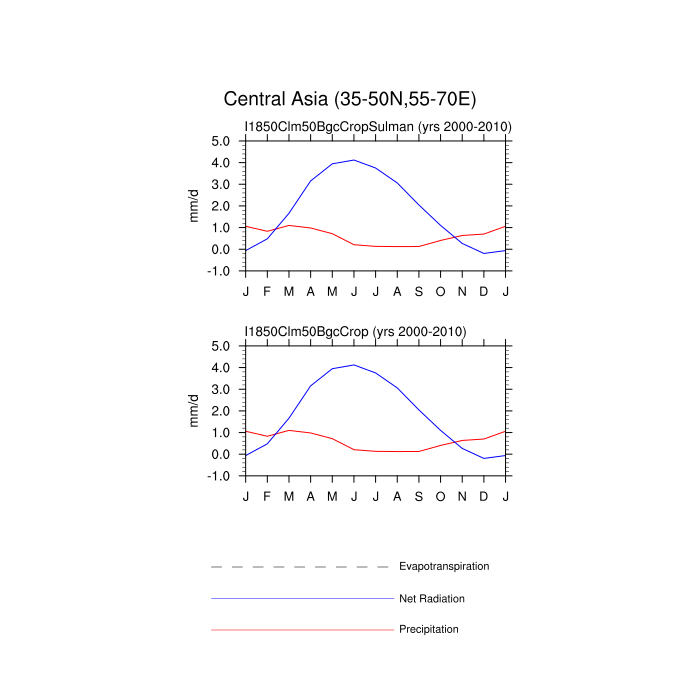 Central Asia (35-50N,55-70E)
I1850Clm50BgcCropSulman (yrs 2000-2010)
5.0
4.0
3.0
2.0
1.0
0.0
-1.0
mm/d
J F M A M J J A S O N D J
I1850Clm50BgcCrop (yrs 2000-2010)
5.0
4.0
3.0
2.0
1.0
0.0
-1.0
mm/d
J F M A M J J A S O N D J
Evapotranspiration
Net Radiation
Precipitation